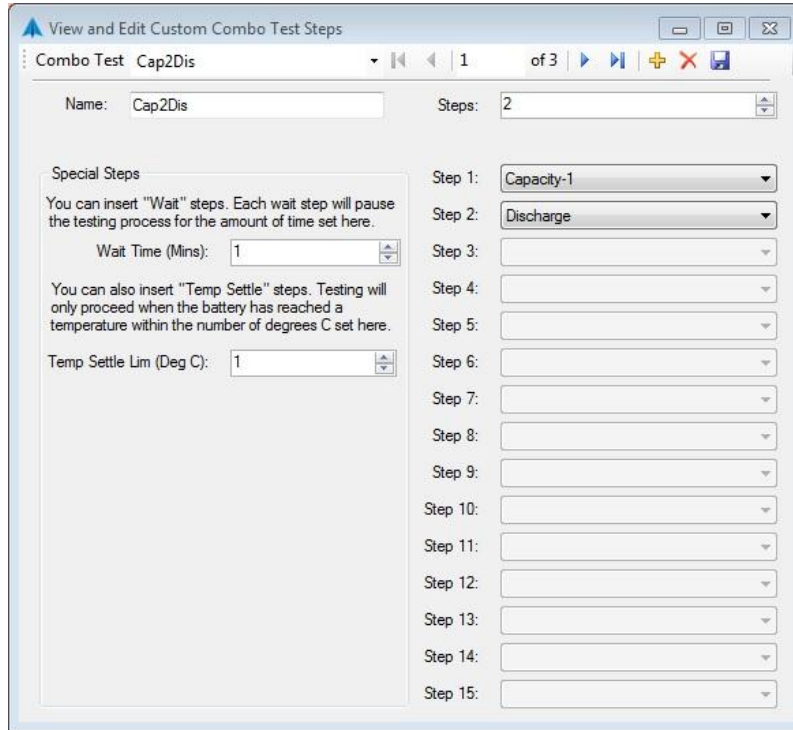 View and Edit Custom Combo Test Steps
Combo Test Cap2Dis 1 of 3
Name: Cap2Dis
Steps: 2
Special Steps
You can insert "Wait" steps. Each wait step will pause
the testing process for the amount of time set here.
Wait Time (Mins): 1
You can also insert "Temp Settle" steps. Testing will
only proceed when the battery has reached a
temperature within the number of degrees C set here.
Temp Settle Lim (Deg C): 1
Step 1: Capacity-1
Step 2: Discharge
Step 3:
Step 4:
Step 5:
Step 6:
Step 7:
Step 8:
Step 9:
Step 10:
Step 11:
Step 12:
Step 13:
Step 14:
Step 15: